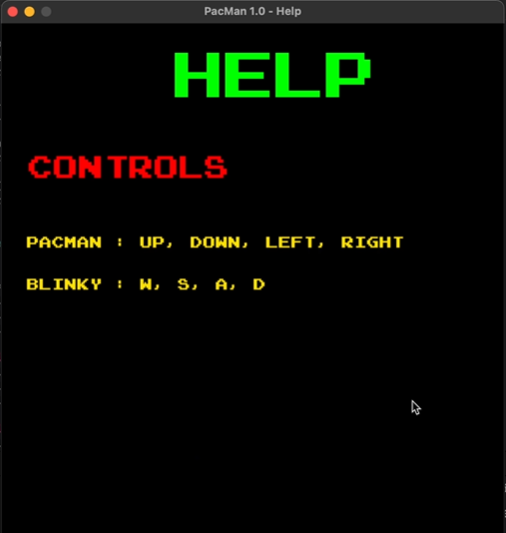 PacMan 1.0 - Help
HELP
CONTROLS
PACMAN : UP, DOWN, LEFT, RIGHT
BLINKY : W, S, A, D